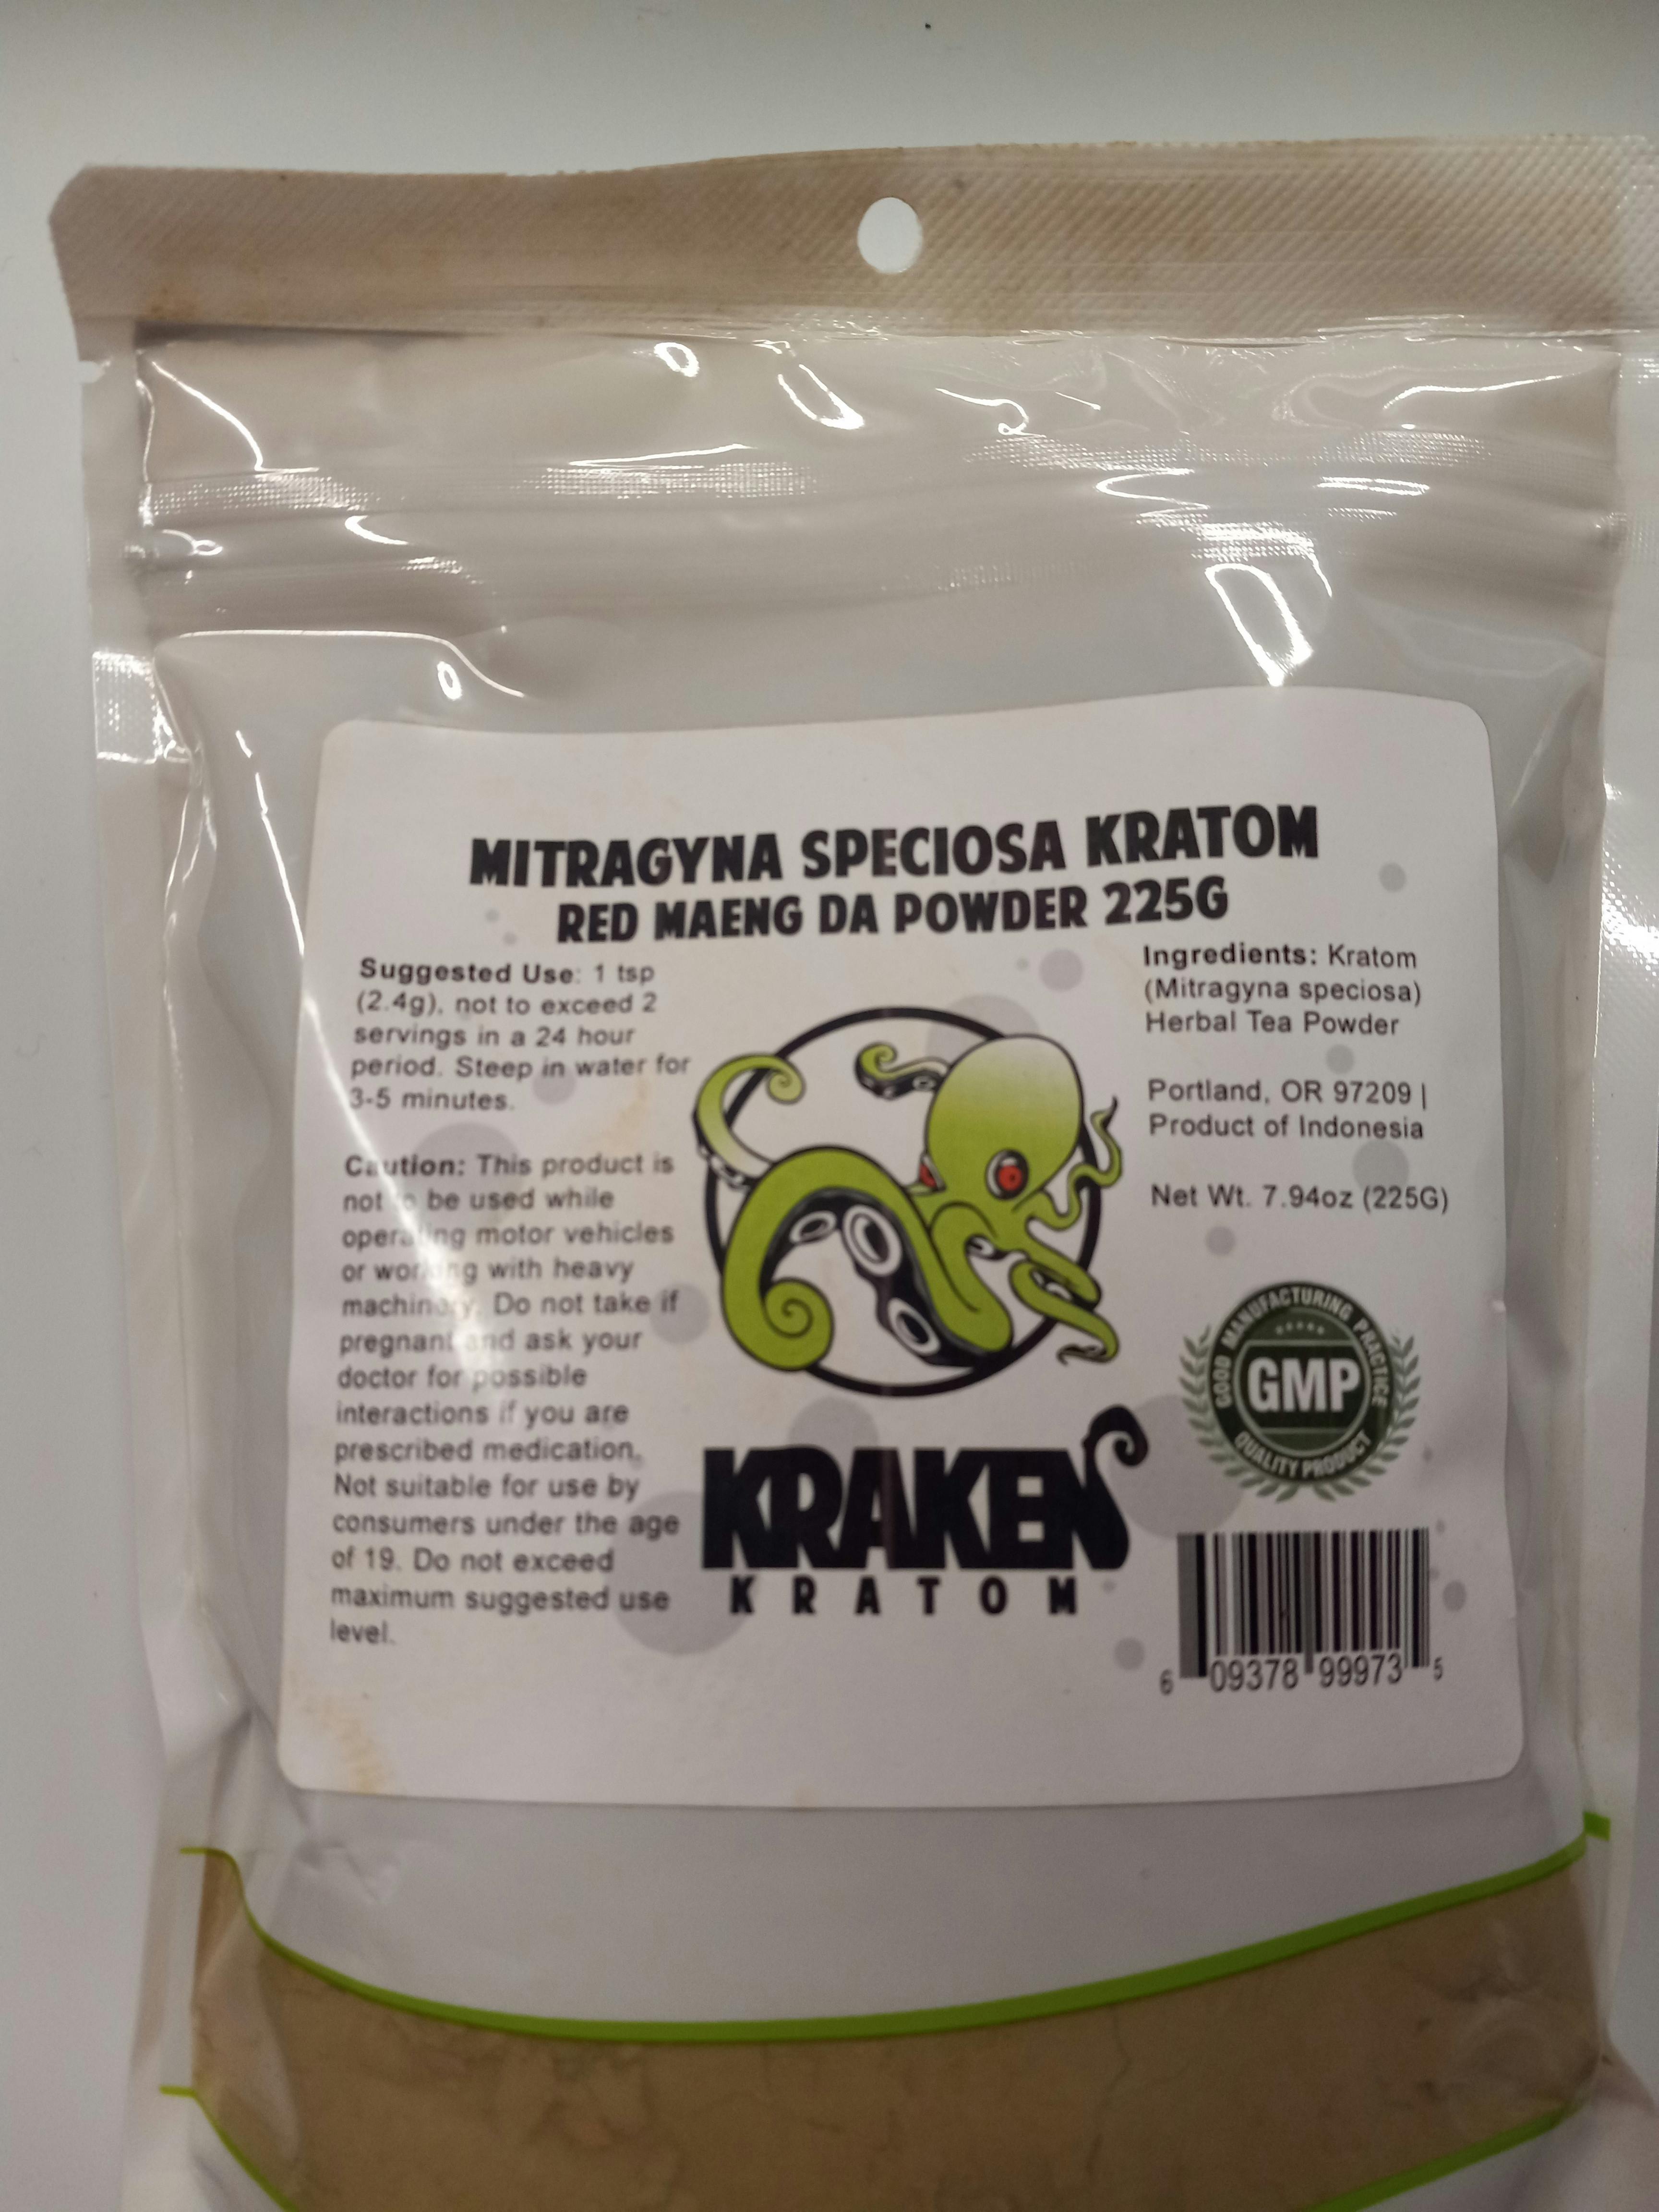 MITRAGYNA SPECIOSA KRATOM
RED MAENG DA POWDER 225G
Suggested Use: 1 tsp
(2.4g), not to exceed 2
servings in a 24 hour
period. Steep in water for
3-5 minutes.
Caution: This product is
not to be used while
operating motor vehicles
or working with heavy
machinery. Do not take if
pregnant and ask your
doctor for possible
interactions if you are
prescribed medication.
Not suitable for use by
consumers under the age
of 19. Do not exceed
maximum suggested use
level.
KRAKEN
KRATOM
Ingredients: Kratom
(Mitragyna speciosa)
Herbal Tea Powder
Portland, OR 97209 |
Product of Indonesia
Net Wt. 7.94oz (225G)
GOOD MANUFACTURING PRACTICE
GMP
QUALITY PRODUCT
6 09378 99973 5